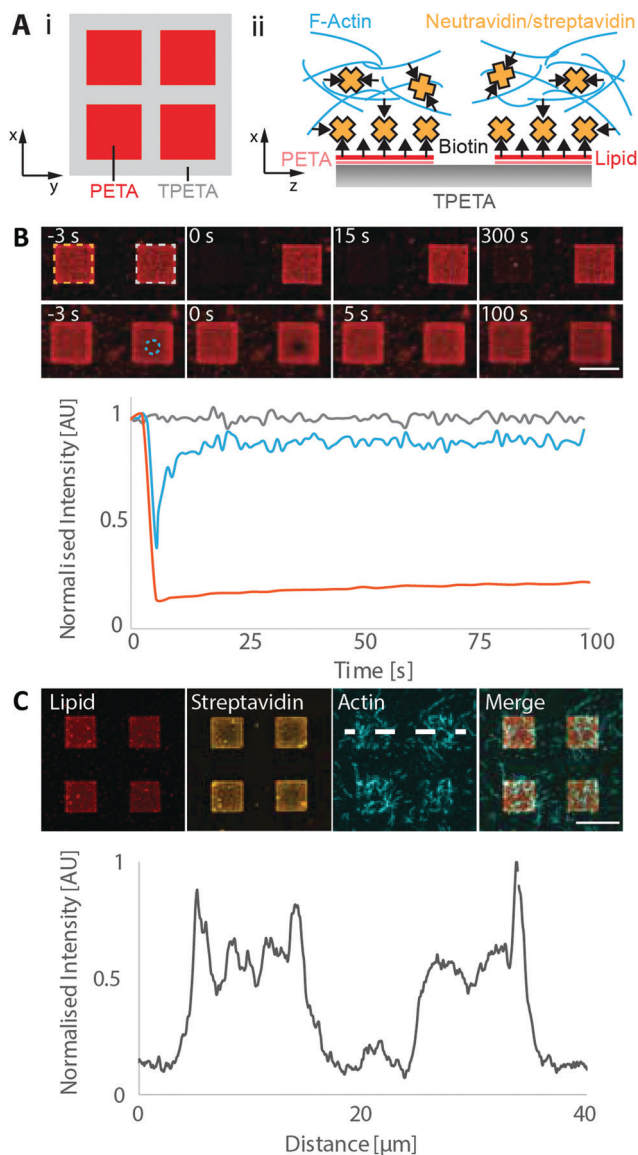 A i
x
y
PETA TPETA
ii
F-Actin Neutravidin/streptavidin
Biotin
PETA Lipid
x
z
TPETA
B
-3 s 0 s 15 s 300 s
-3 s 0 s 5 s 100 s
Normalised Intensity [AU]
1
0.5
0
0 25 50 75 100
Time [s]
C
Lipid Streptavidin Actin Merge
Normalised Intensity [AU]
1
0.5
0
0 20 40
Distance [µm]